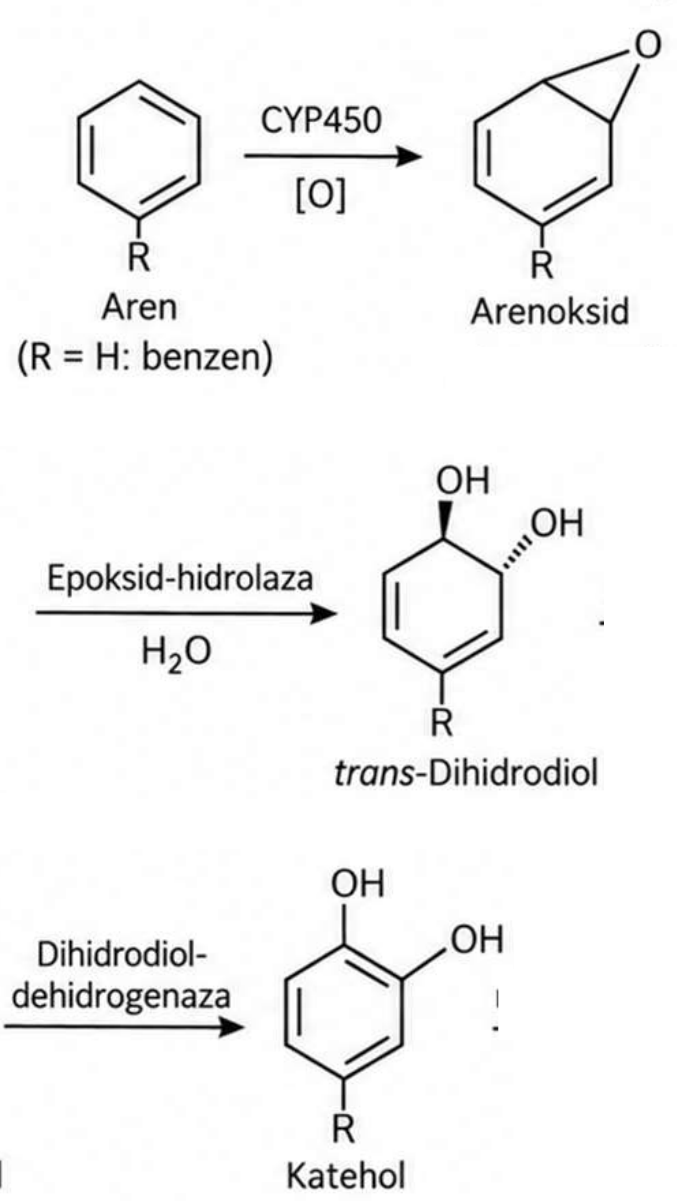 O
CYP450
[O]
R
R
Aren
Arenoksid
(R = H: benzen)
OH
OH
Epoksid-hidrolaza
H₂O
R
trans-Dihidrodiol
OH
OH
Dihidrodiol-
dehidrogenaza
R
Katehol